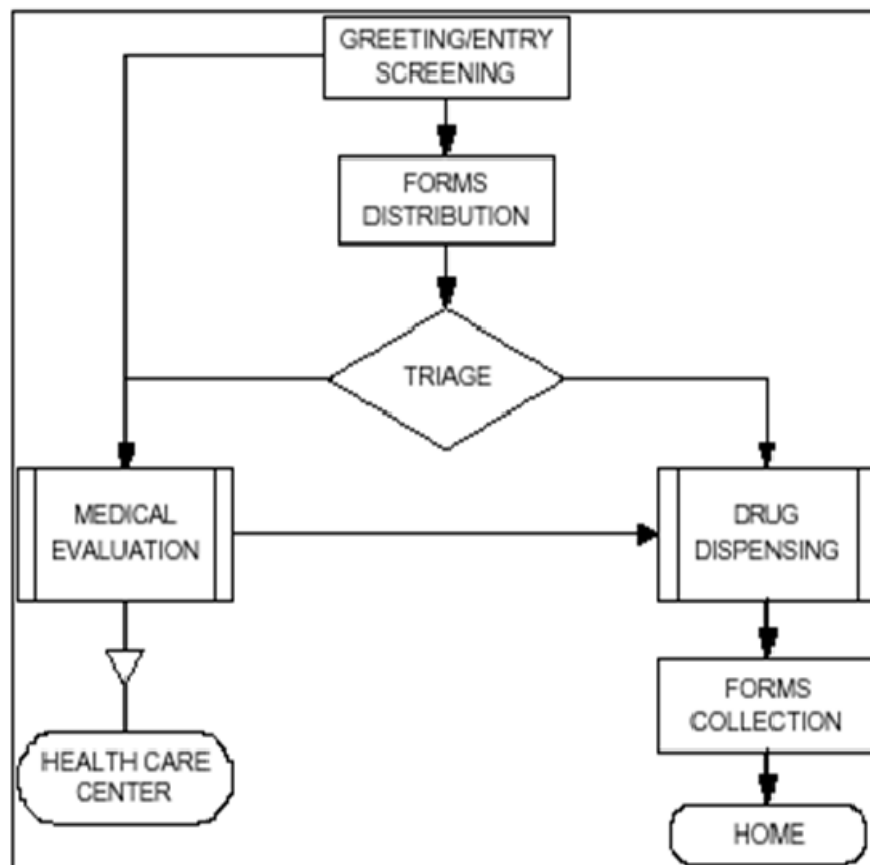 GREETING/ENTRY
SCREENING
FORMS
DISTRIBUTION
TRIAGE
MEDICAL
EVALUATION
DRUG
DISPENSING
FORMS
COLLECTION
HEALTH CARE
CENTER
HOME